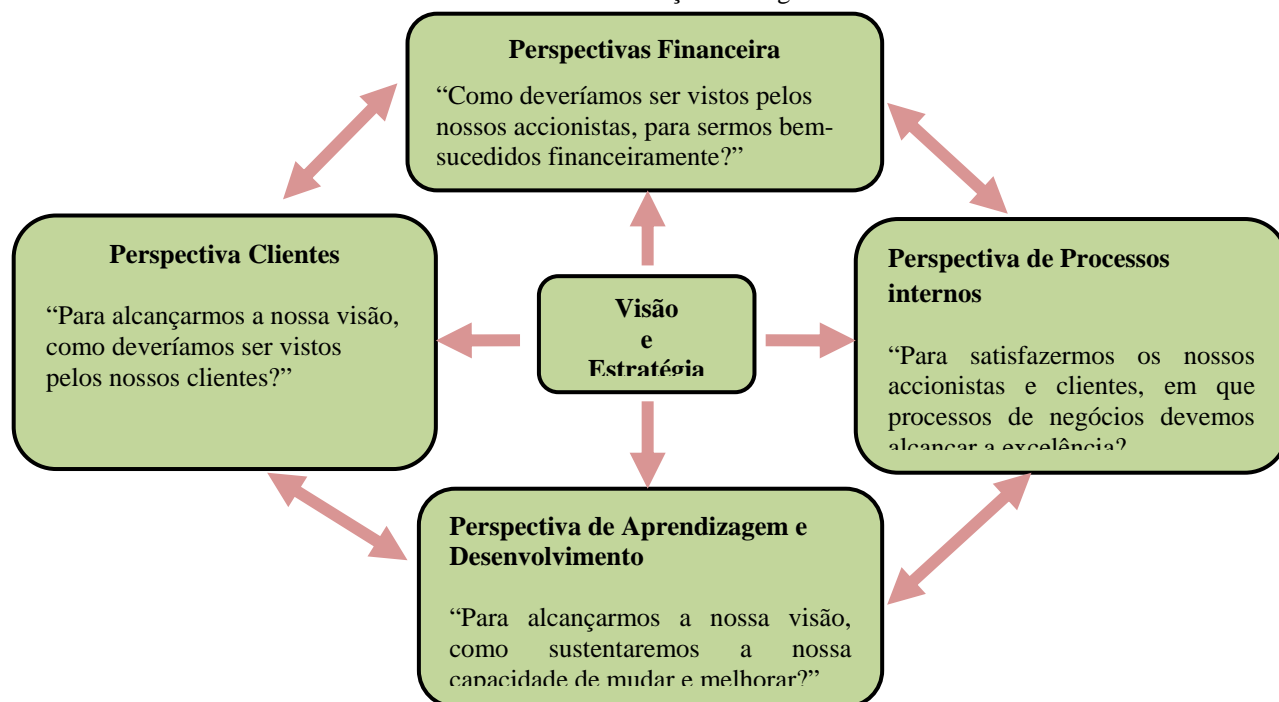 Perspectivas Financeira
“Como deveríamos ser vistos pelos
nossos accionistas, para sermos bem-
sucedidos financeiramente?”
Perspectiva Clientes
“Para alcançarmos a nossa visão,
como deveríamos ser vistos
pelos nossos clientes?”
Visão
e
Estratégia
Perspectiva de Processos
internos
“Para satisfazermos os nossos
accionistas e clientes, em que
processos de negócios devemos
alcançar a excelência?
Perspectiva de Aprendizagem e
Desenvolvimento
“Para alcançarmos a nossa visão,
como sustentaremos a nossa
capacidade de mudar e melhorar?”